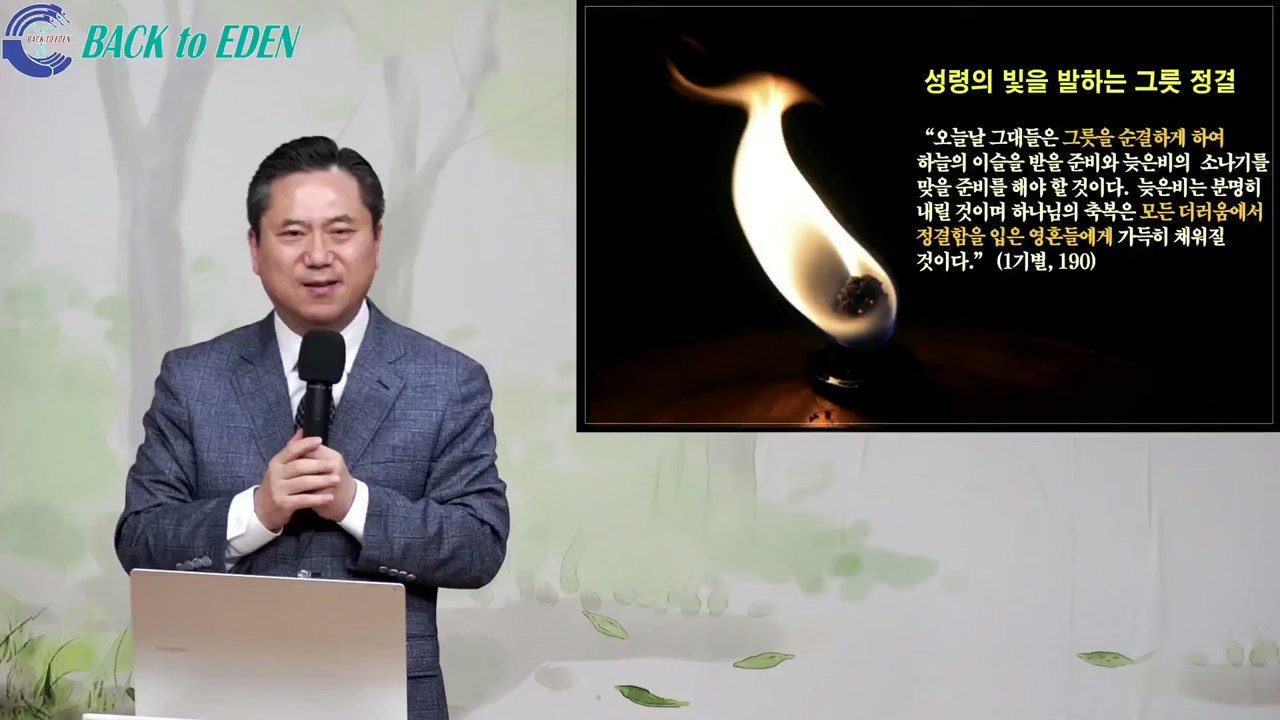 BACK TO EDEN
BACK to EDEN
성령의 빛을 발하는 그릇 정결
“오늘날 그대들은 그릇을 순결하게 하여
하늘의 이슬을 받을 준비와 늦은비의 소나기를
맞을 준비를 해야 할 것이다. 늦은비는 분명히
내릴 것이며 하나님의 축복은 모든 더러움에서
정결함을 입은 영혼들에게 가득히 채워질
것이다.” (1기별, 190)